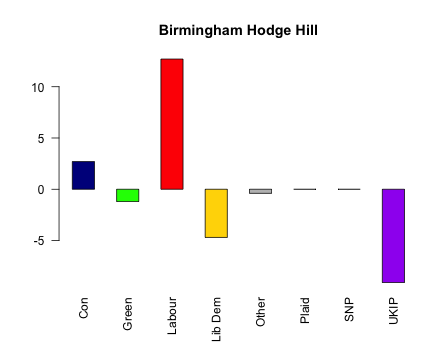 Birmingham Hodge Hill
10
5
0
-5
Con
Green
Labour
Lib Dem
Other
Plaid
SNP
UKIP